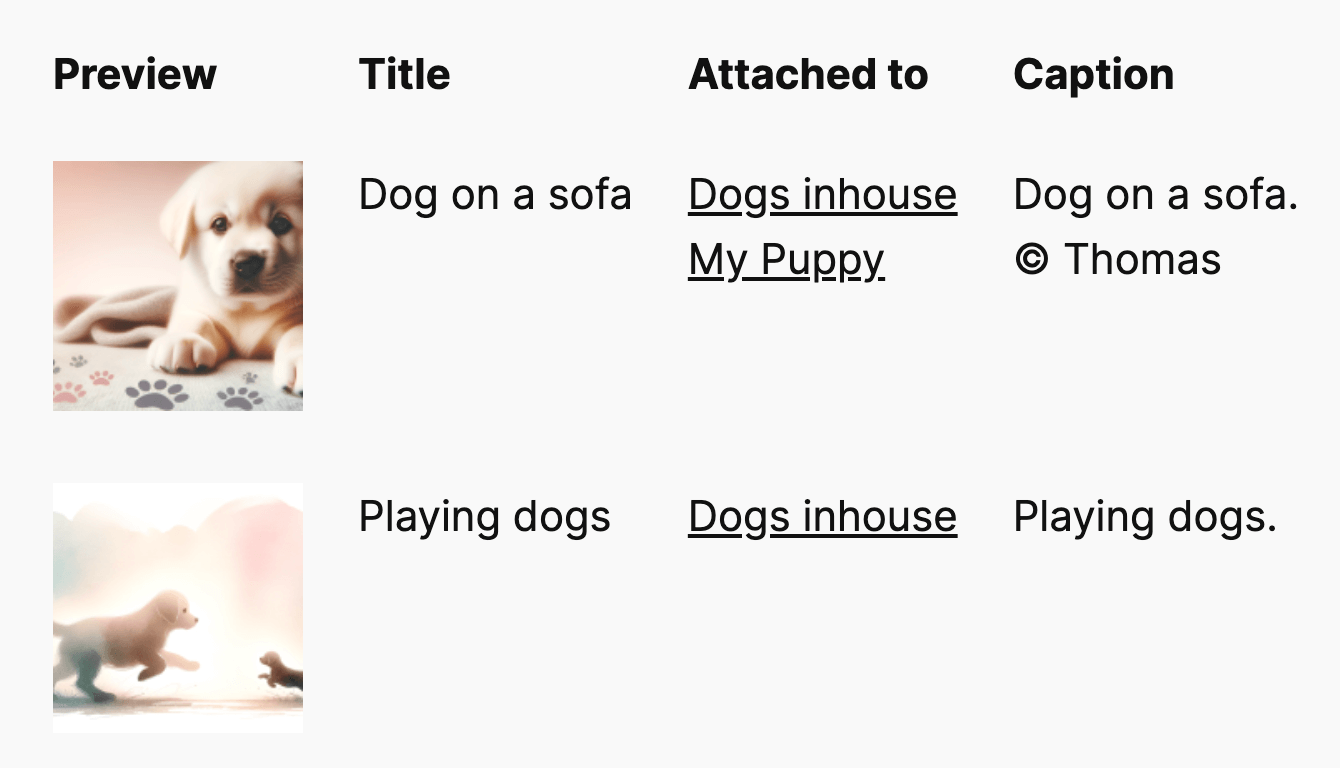 Preview Title Attached to Caption
Dog on a sofa Dogs inhouse Dog on a sofa.
My Puppy © Thomas
Playing dogs Dogs inhouse Playing dogs.